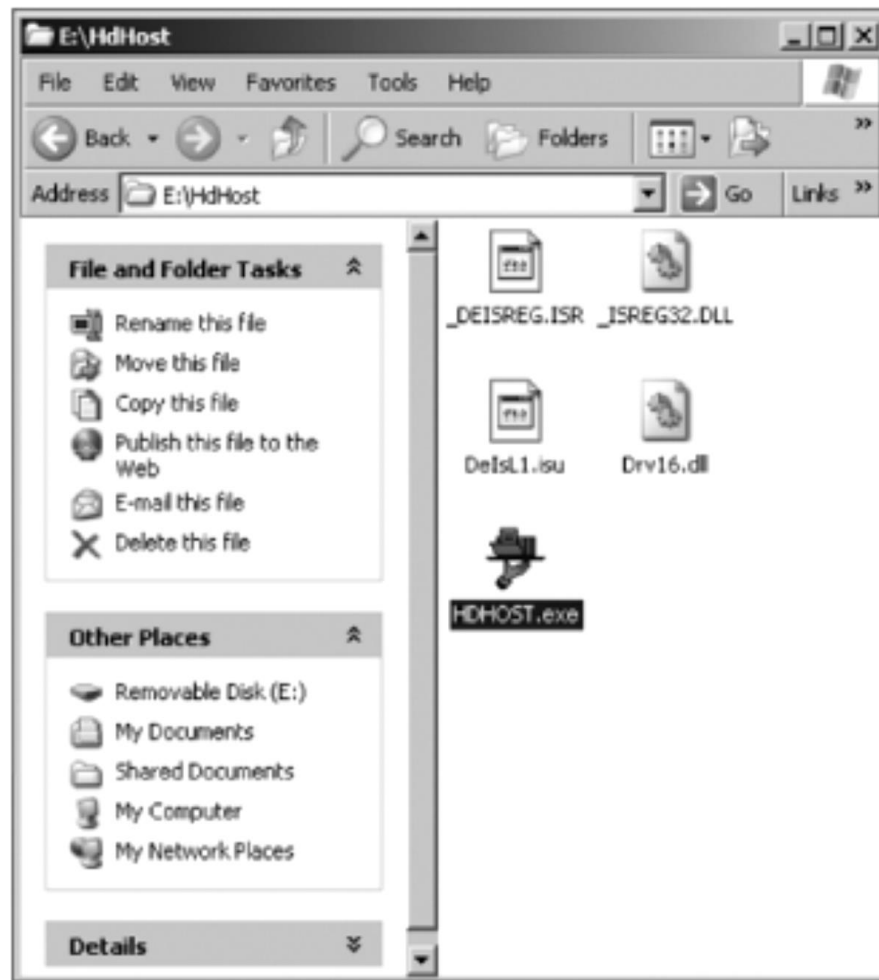 E:\HdHost
File Edit View Favorites Tools Help
Back Search Folders
Address E:\HdHost Go Links
File and Folder Tasks
Rename this file
Move this file
Copy this file
Publish this file to the
Web
E-mail this file
Delete this file
Other Places
Removable Disk (E:)
My Documents
Shared Documents
My Computer
My Network Places
Details
_DEISREG.ISR _ISREG32.DLL
DeIsL1.isu Drv16.dll
HDHOST.exe